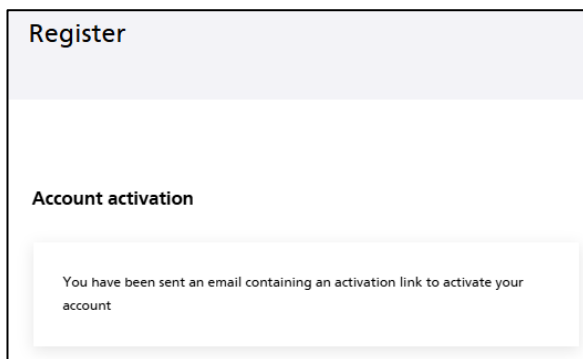 Register
Account activation
You have been sent an email containing an activation link to activate your
account